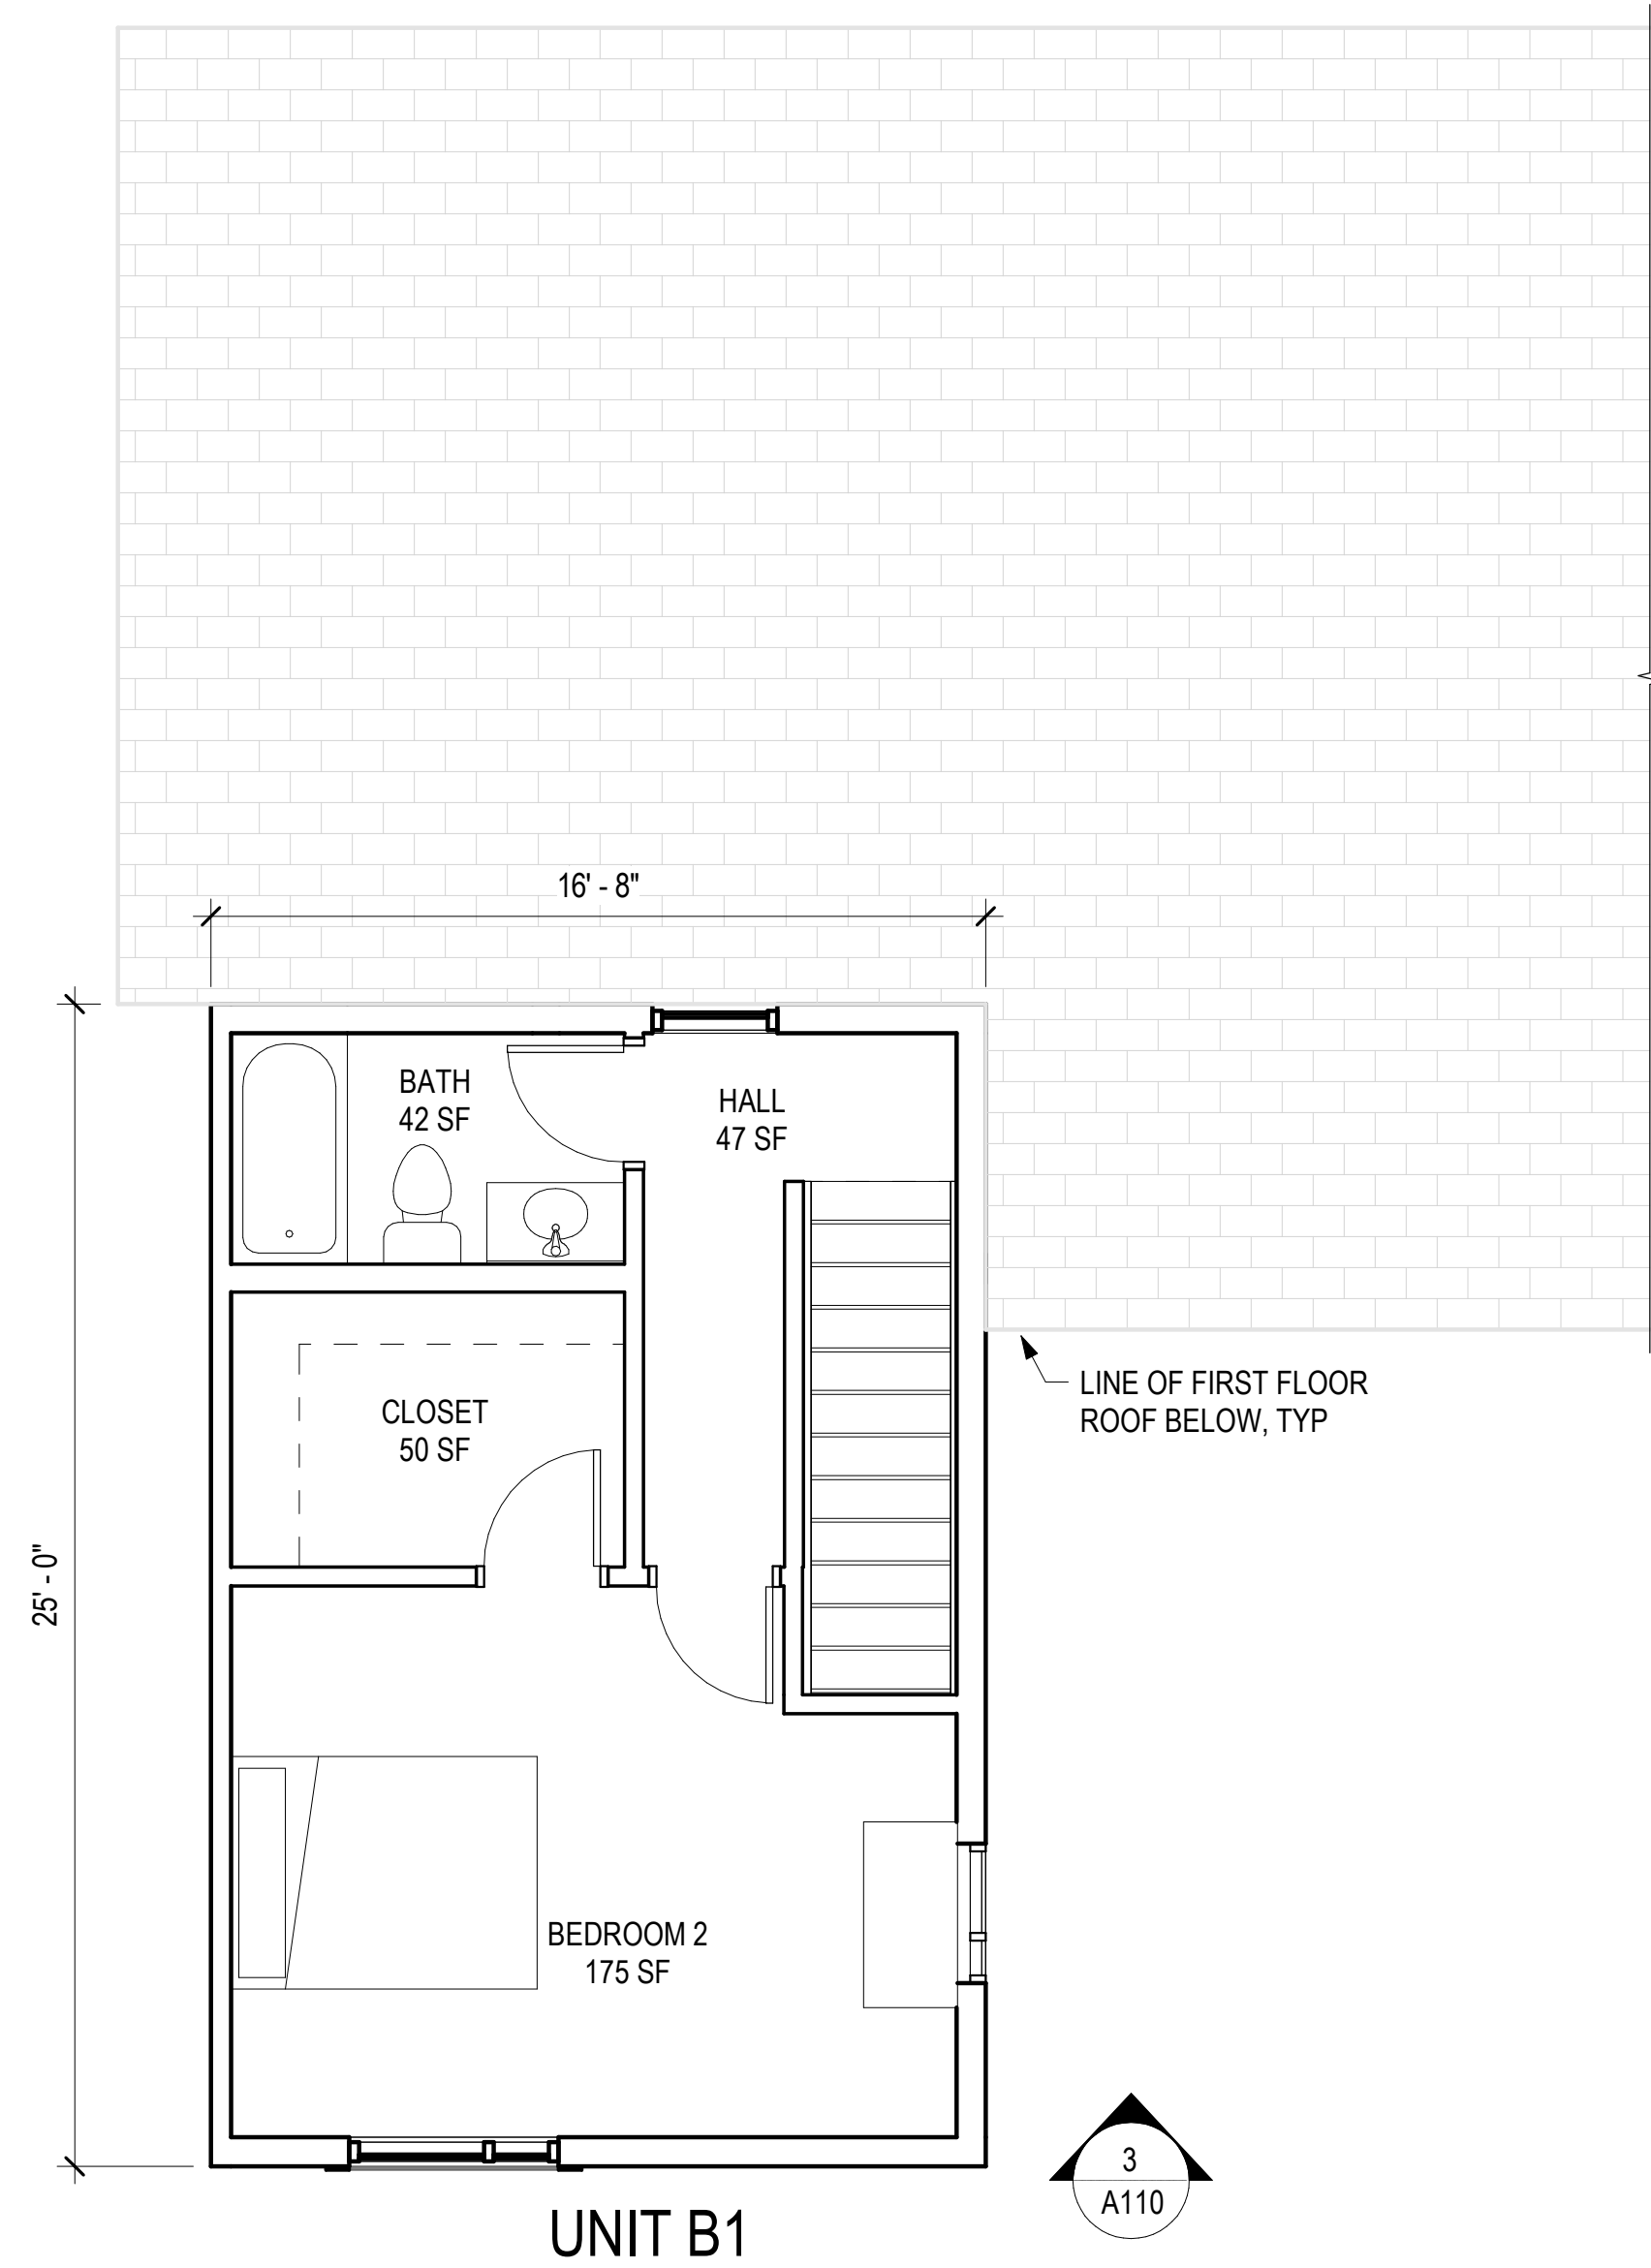 16' - 8"
BATH
42 SF
HALL
47 SF
LINE OF FIRST FLOOR
ROOF BELOW, TYP
CLOSET
50 SF
25' - 0"
BEDROOM 2
175 SF
3
A110
UNIT B1